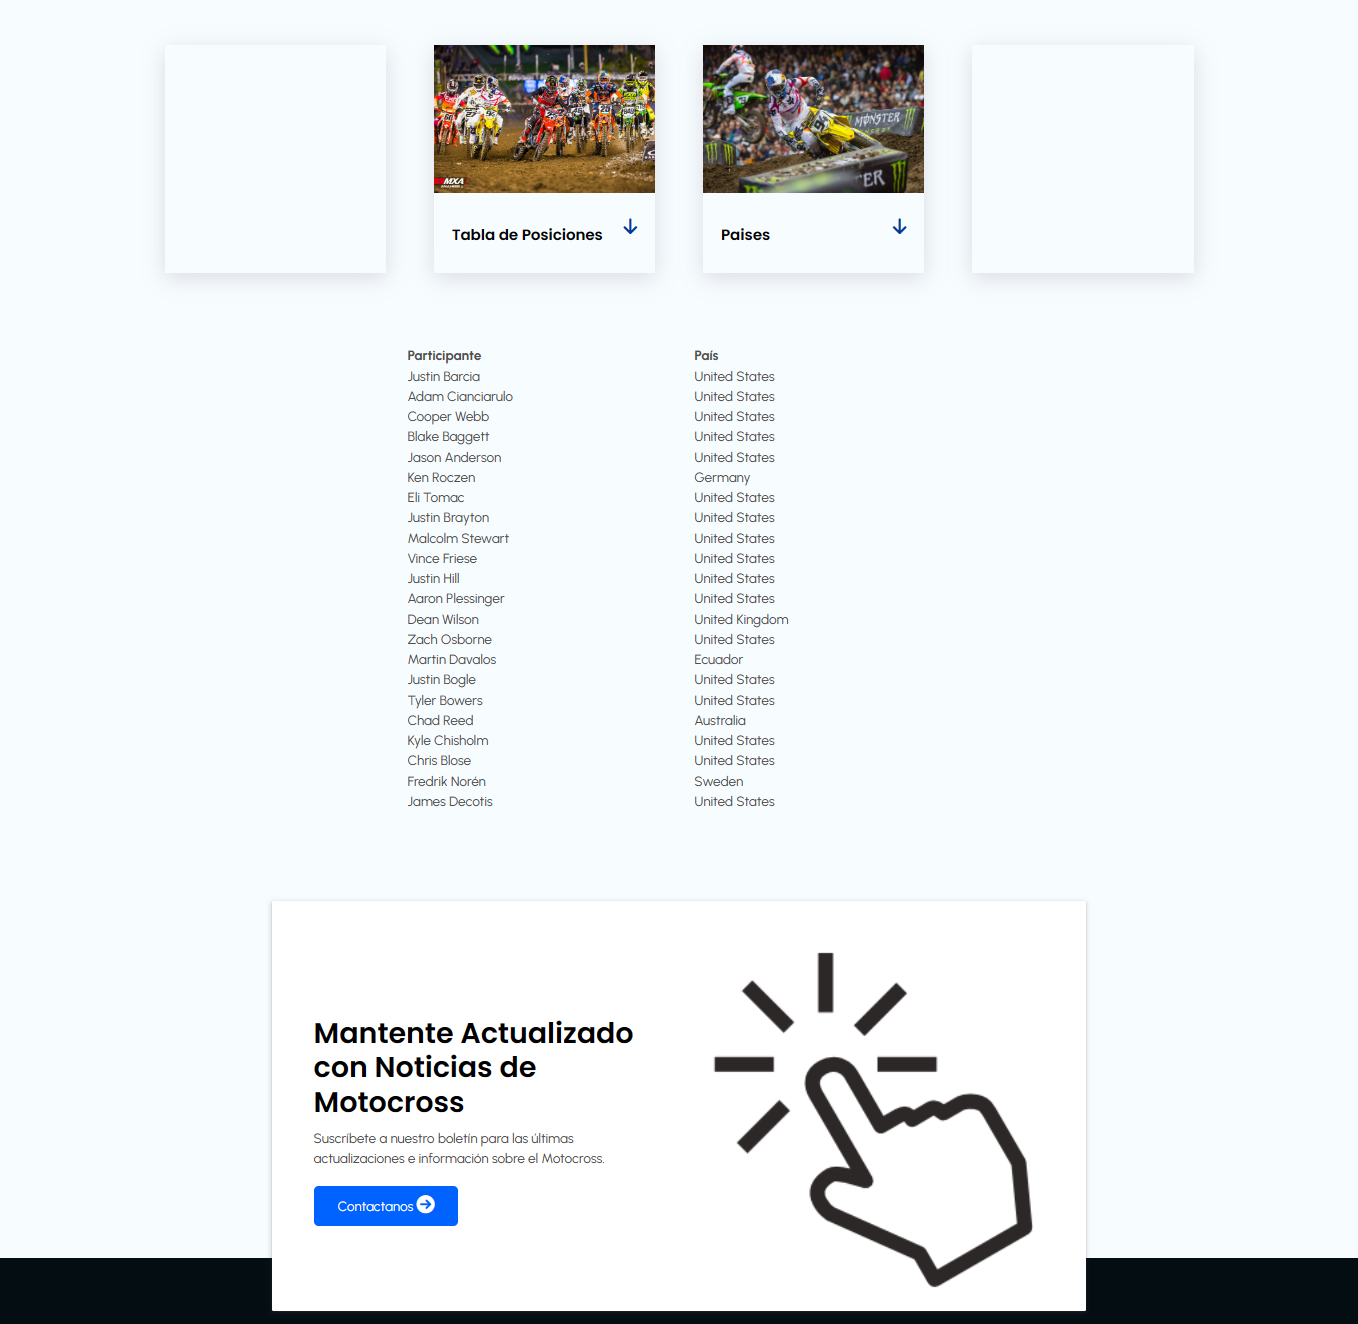 MXA
94
MONSTER
ENERGY
ER
Tabla de Posiciones
Paises
Participante País
Justin Barcia United States
Adam Cianciarulo United States
Cooper Webb United States
Blake Baggett United States
Jason Anderson United States
Ken Roczen Germany
Eli Tomac United States
Justin Brayton United States
Malcolm Stewart United States
Vince Friese United States
Justin Hill United States
Aaron Plessinger United States
Dean Wilson United Kingdom
Zach Osborne United States
Martin Davalos Ecuador
Justin Bogle United States
Tyler Bowers United States
Chad Reed Australia
Kyle Chisholm United States
Chris Blose United States
Fredrik Norén Sweden
James Decotis United States
Mantente Actualizado
con Noticias de
Motocross
Suscríbete a nuestro boletín para las últimas
actualizaciones e información sobre el Motocross.
Contactanos